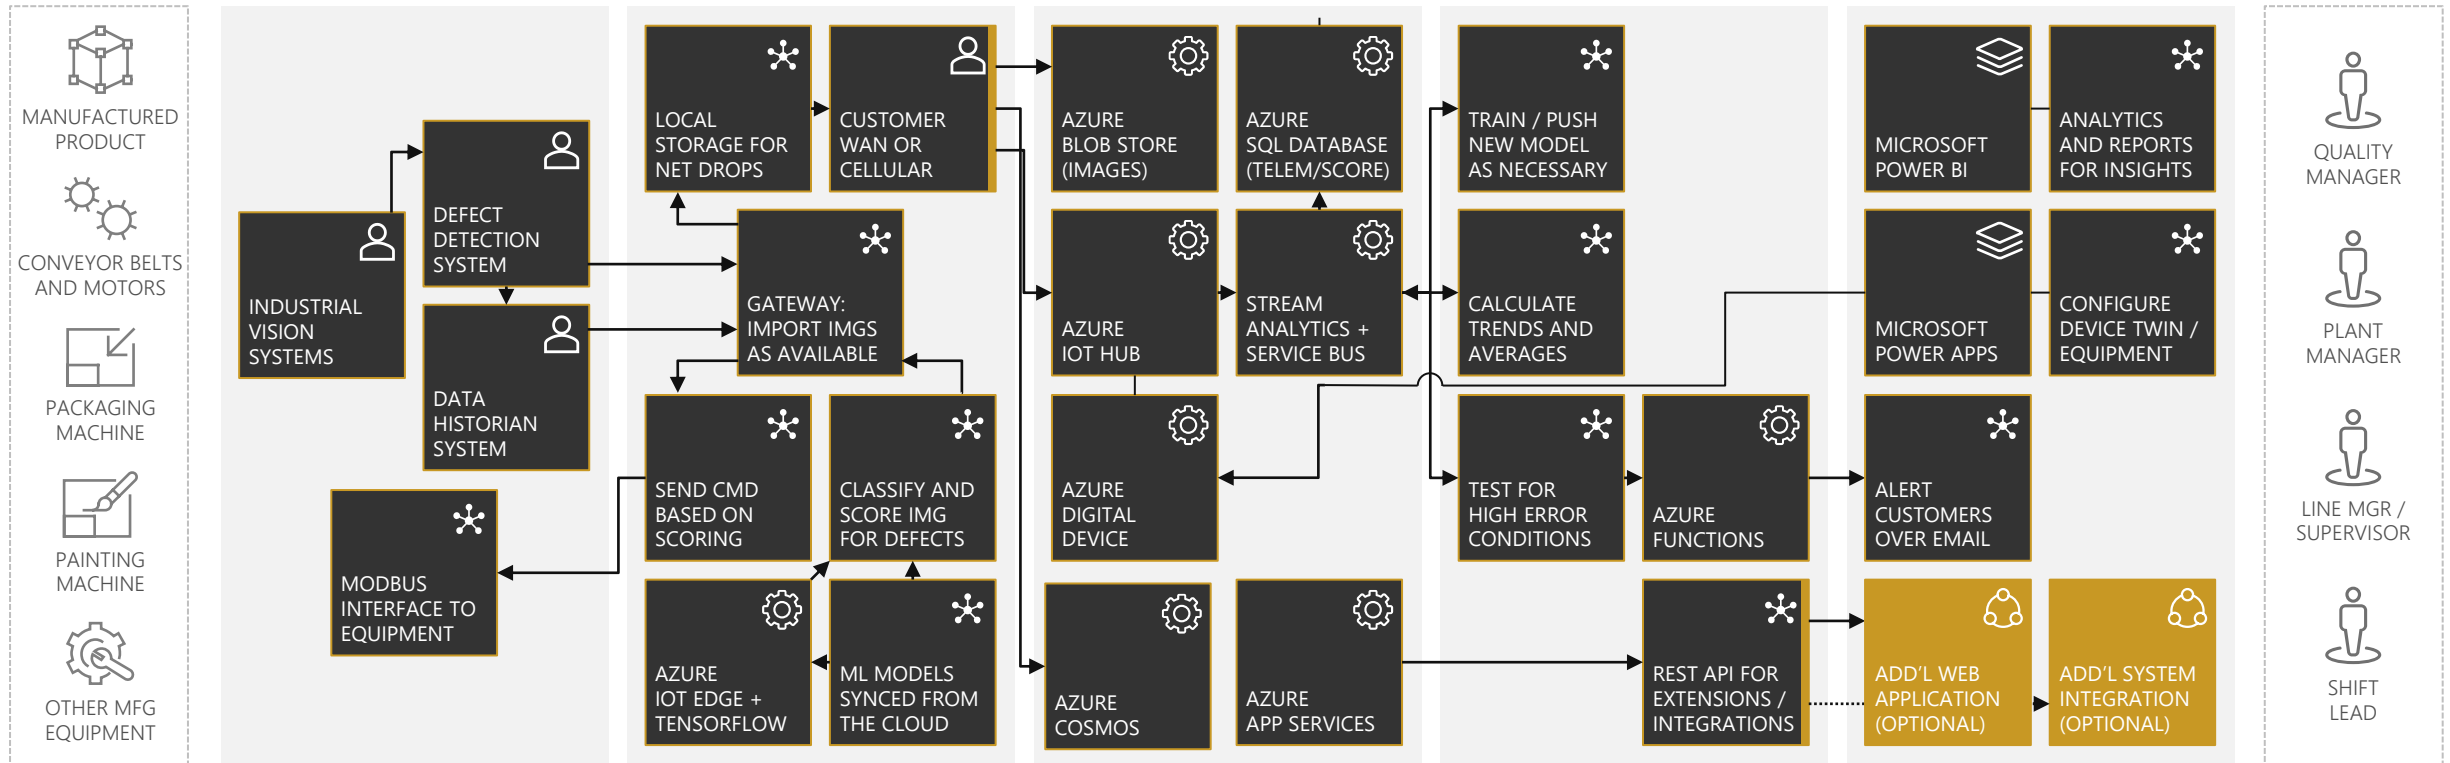 MANUFACTURED
PRODUCT
CONVEYOR BELTS
AND MOTORS
PACKAGING
MACHINE
PAINTING
MACHINE
OTHER MFG
EQUIPMENT
INDUSTRIAL
VISION
SYSTEMS
DEFECT
DETECTION
SYSTEM
DATA
HISTORIAN
SYSTEM
MODBUS
INTERFACE TO
EQUIPMENT
LOCAL
STORAGE FOR
NET DROPS
CUSTOMER
WAN OR
CELLULAR
GATEWAY:
IMPORT IMGS
AS AVAILABLE
SEND CMD
BASED ON
SCORING
CLASSIFY AND
SCORE IMG
FOR DEFECTS
AZURE
IOT EDGE +
TENSORFLOW
ML MODELS
SYNCED FROM
THE CLOUD
AZURE
BLOB STORE
(IMAGES)
AZURE
SQL DATABASE
(TELEM/SCORE)
AZURE
IOT HUB
STREAM
ANALYTICS +
SERVICE BUS
AZURE
DIGITAL
DEVICE
AZURE
COSMOS
AZURE
APP SERVICES
TRAIN / PUSH
NEW MODEL
AS NECESSARY
CALCULATE
TRENDS AND
AVERAGES
TEST FOR
HIGH ERROR
CONDITIONS
AZURE
FUNCTIONS
REST API FOR
EXTENSIONS /
INTEGRATIONS
MICROSOFT
POWER BI
ANALYTICS
AND REPORTS
FOR INSIGHTS
MICROSOFT
POWER APPS
CONFIGURE
DEVICE TWIN /
EQUIPMENT
ALERT
CUSTOMERS
OVER EMAIL
ADD'L WEB
APPLICATION
(OPTIONAL)
ADD'L SYSTEM
INTEGRATION
(OPTIONAL)
QUALITY
MANAGER
PLANT
MANAGER
LINE MGR /
SUPERVISOR
SHIFT
LEAD